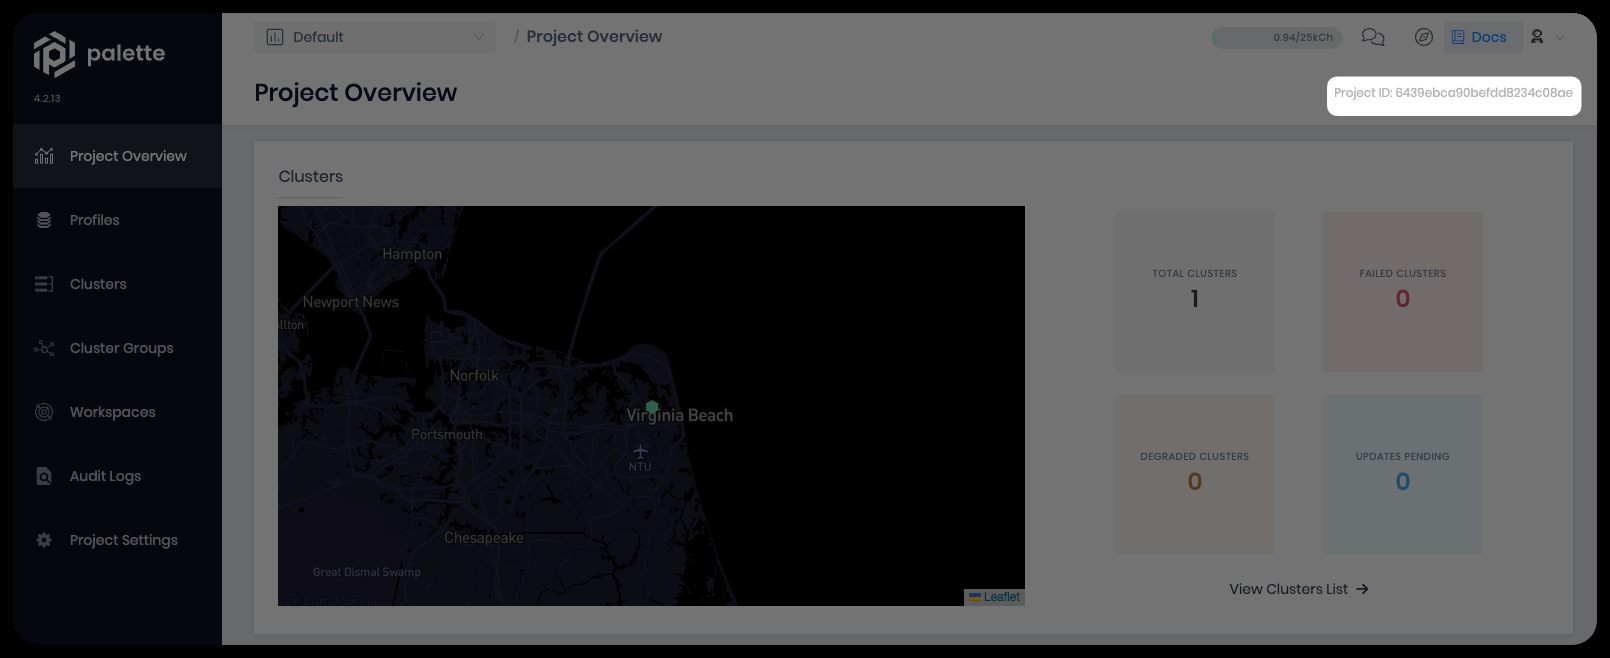 palette
4.2.13
Project Overview
Profiles
Clusters
Cluster Groups
Workspaces
Audit Logs
Project Settings
Default
/ Project Overview
0.94/25kCh
Docs
Project Overview
Project ID: 6439ebca90befdd8234c08ae
Clusters
Hampton
Newport News
llton
Norfolk
Virginia Beach
Portsmouth
NTU
Chesapeake
Great Dismal Swamp
reat Dismal Swamp
Leaflet
TOTAL CLUSTERS
1
FAILED CLUSTERS
0
DEGRADED CLUSTERS
0
UPDATES PENDING
0
View Clusters List →